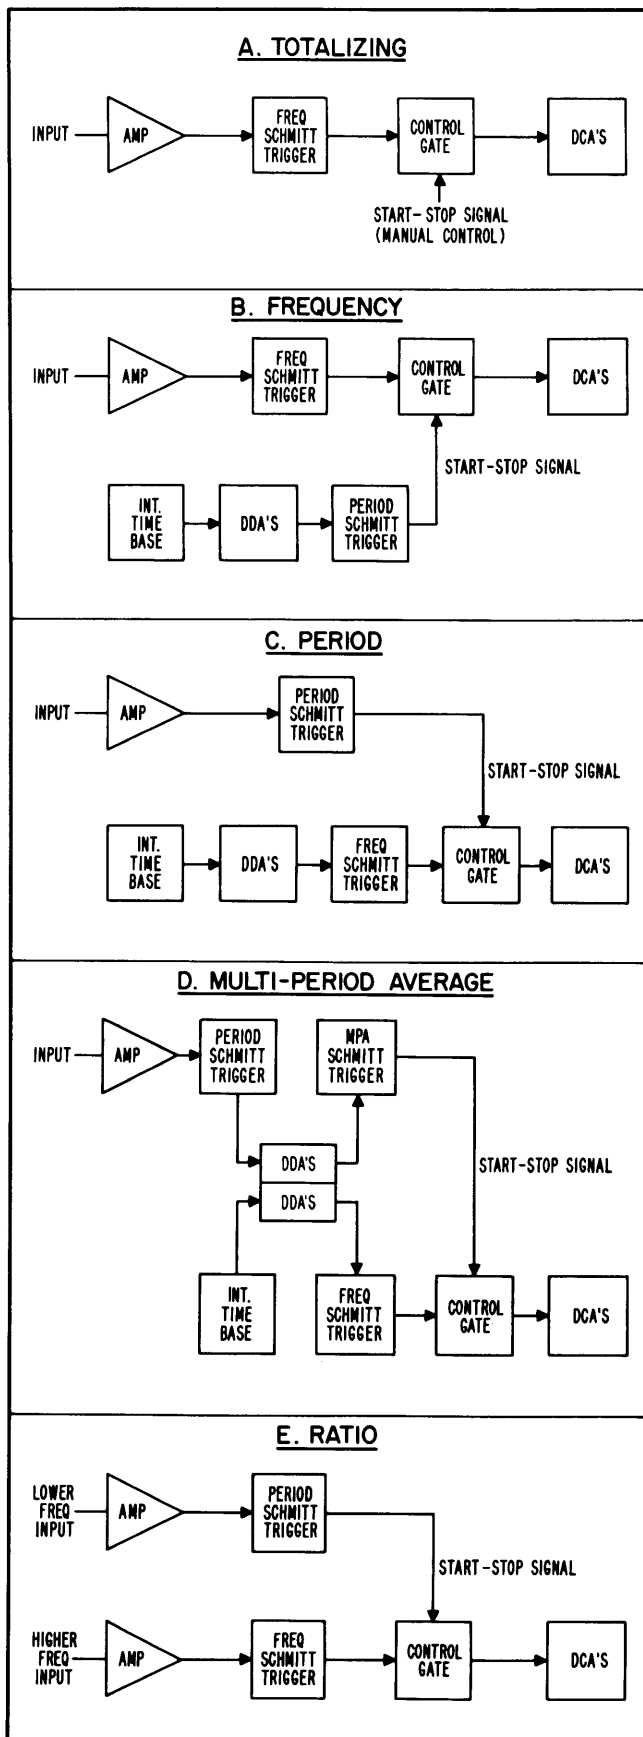 A. TOTALIZING
INPUT
AMP
FREQ
SCHMITT
TRIGGER
CONTROL
GATE
DCA'S
START-STOP SIGNAL
(MANUAL CONTROL)
B. FREQUENCY
INPUT
AMP
FREQ
SCHMITT
TRIGGER
CONTROL
GATE
DCA'S
START-STOP SIGNAL
INT.
TIME
BASE
DDA'S
PERIOD
SCHMITT
TRIGGER
C. PERIOD
INPUT
AMP
PERIOD
SCHMITT
TRIGGER
START-STOP SIGNAL
INT.
TIME
BASE
DDA'S
FREQ
SCHMITT
TRIGGER
CONTROL
GATE
DCA'S
D. MULTI-PERIOD AVERAGE
INPUT
AMP
PERIOD
SCHMITT
TRIGGER
MPA
SCHMITT
TRIGGER
DDA'S
DDA'S
START-STOP SIGNAL
INT.
TIME
BASE
FREQ
SCHMITT
TRIGGER
CONTROL
GATE
DCA'S
E. RATIO
LOWER
FREQ
INPUT
AMP
PERIOD
SCHMITT
TRIGGER
START-STOP SIGNAL
HIGHER
FREQ
INPUT
AMP
FREQ
SCHMITT
TRIGGER
CONTROL
GATE
DCA'S